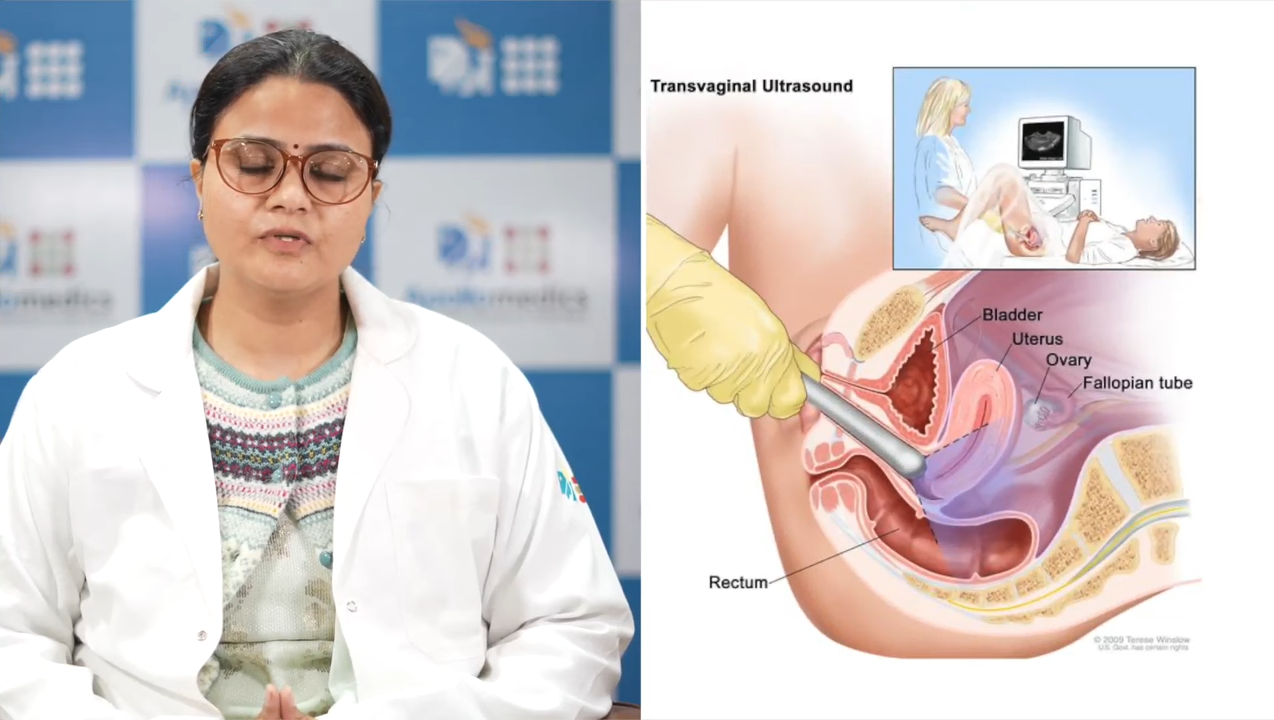 Transvaginal Ultrasound
Bladder
Uterus
Ovary
Fallopian tube
Rectum
© 2009 Terese Winslow
U.S. Govt. has certain rights